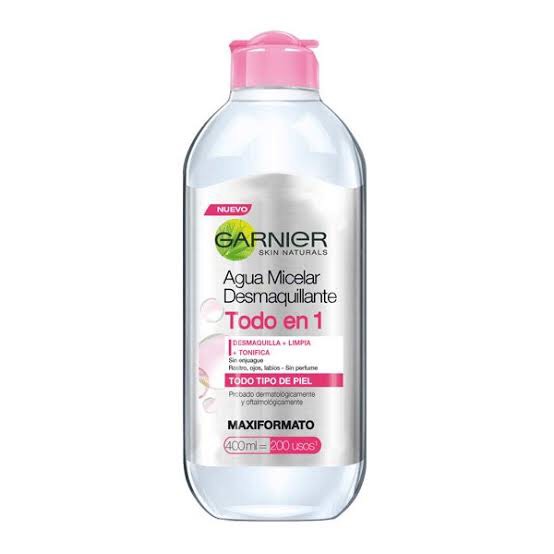 NUEVO
GARNIER
SKIN NATURALS
Agua Micelar
Desmaquillante
Todo en 1
DESMAQUILLA + LIMPIA
+ TONIFICA
Sin enjuague
Rostro, ojos, labios - Sin perfume
TODO TIPO DE PIEL
Probado dermatológicamente
y oftalmológicamente
MAXIFORMATO
400ml = 200 usos¹